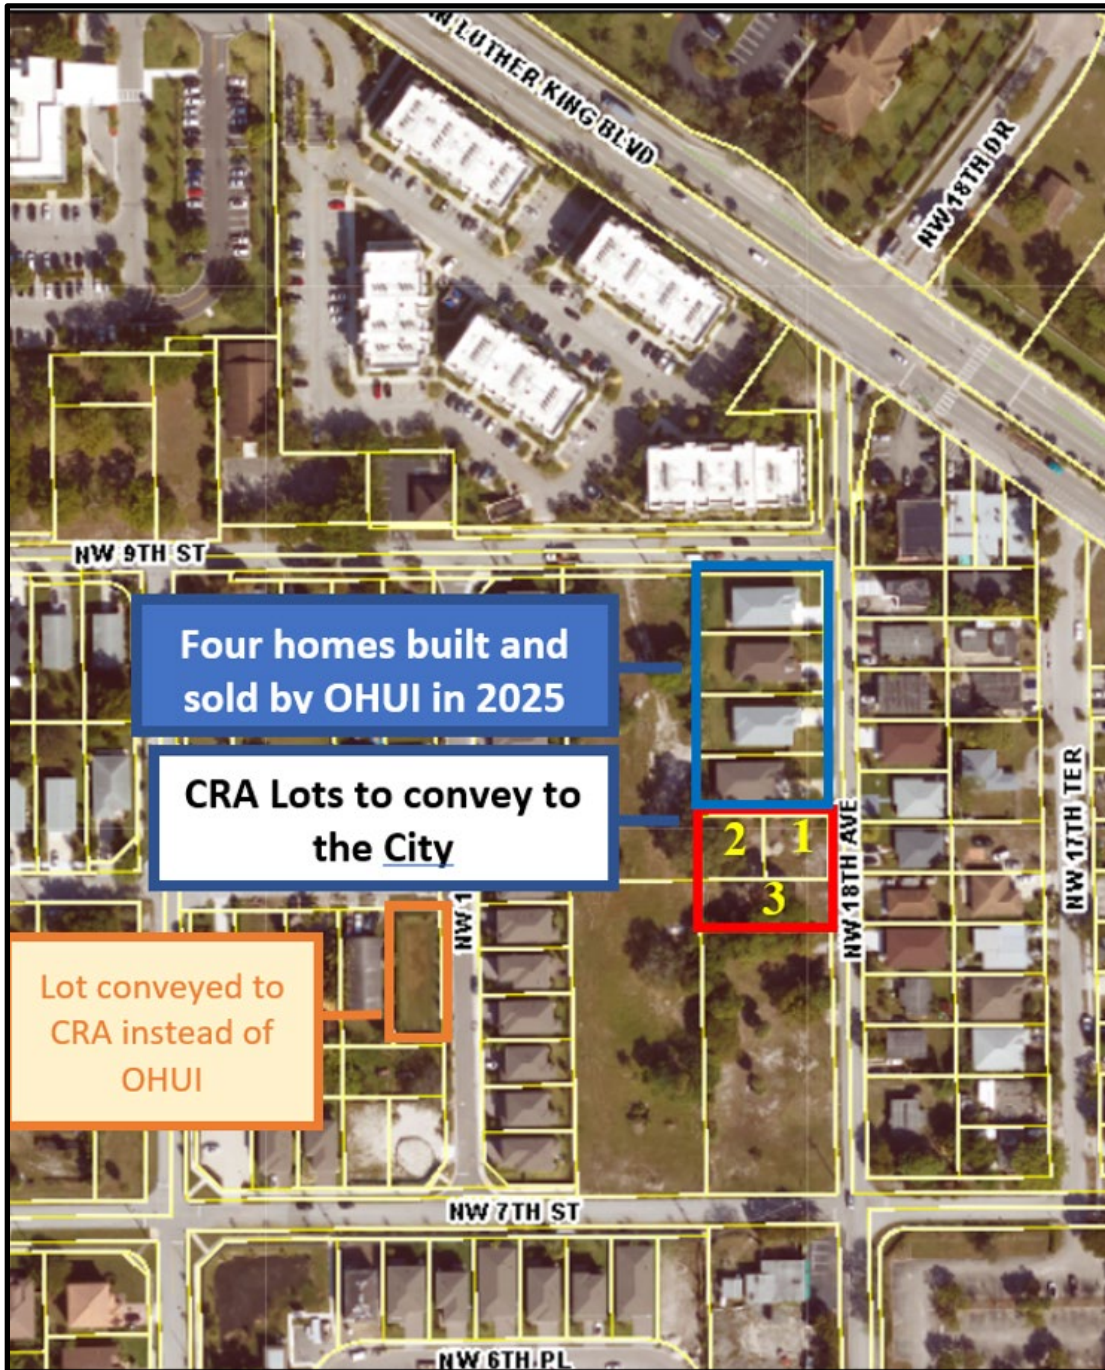 N LUTHER KING BLVD
NW 18TH DR
NW 9TH ST
Four homes built and
sold by OHUI in 2025
CRA Lots to convey to
the City
2 1
3
NW 18TH AVE
NW 17TH TER
NW 1
Lot conveyed to
CRA instead of
OHUI
NW 7TH ST
NW 6TH PL